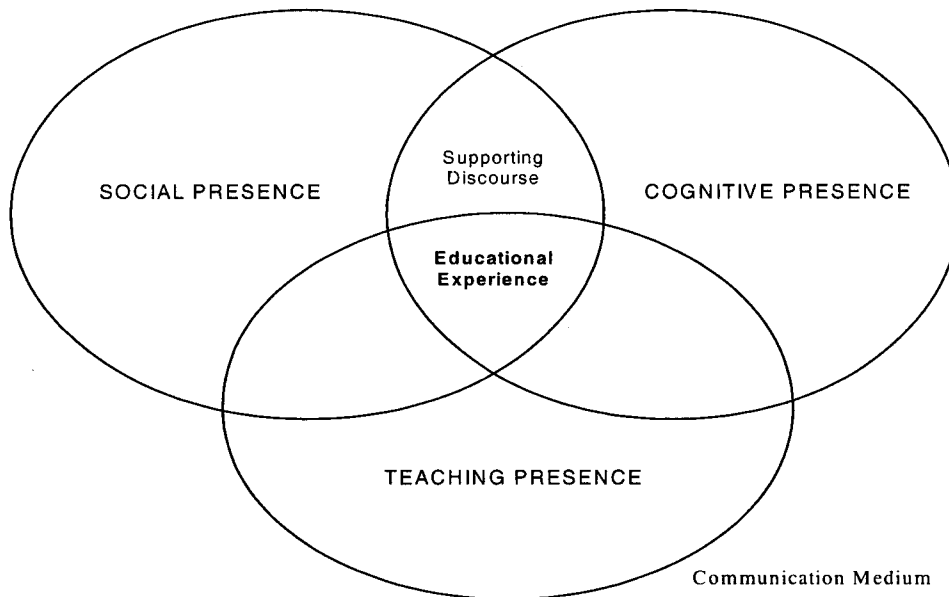 Supporting
Discourse
SOCIAL PRESENCE
COGNITIVE PRESENCE
Educational
Experience
TEACHING PRESENCE
Communication Medium